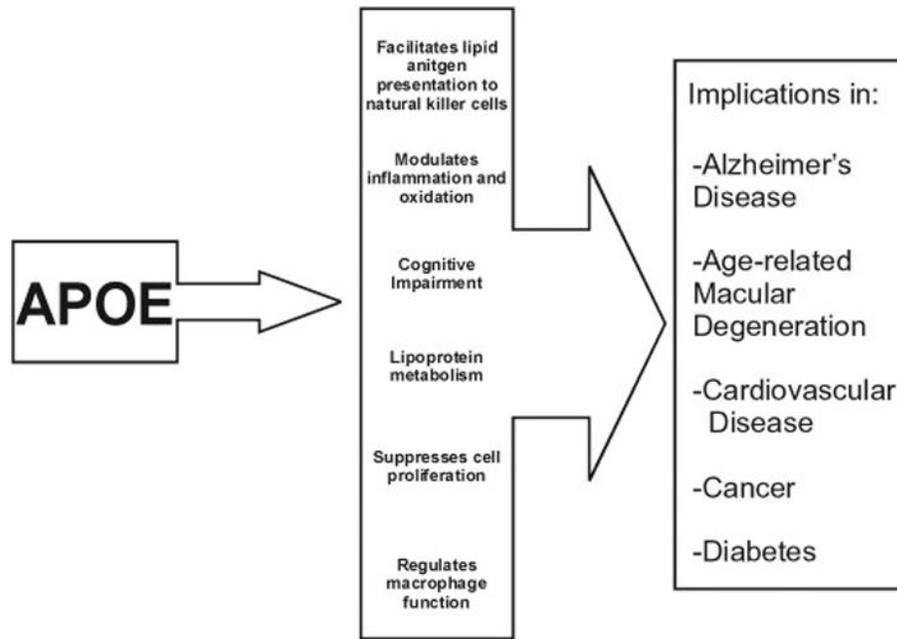 APOE
Facilitates lipid
anitgen
presentation to
natural killer cells
Modulates
inflammation and
oxidation
Cognitive
Impairment
Lipoprotein
metabolism
Suppresses cell
proliferation
Regulates
macrophage
function
Implications in:
-Alzheimer's
Disease
-Age-related
Macular
Degeneration
-Cardiovascular
Disease
-Cancer
-Diabetes